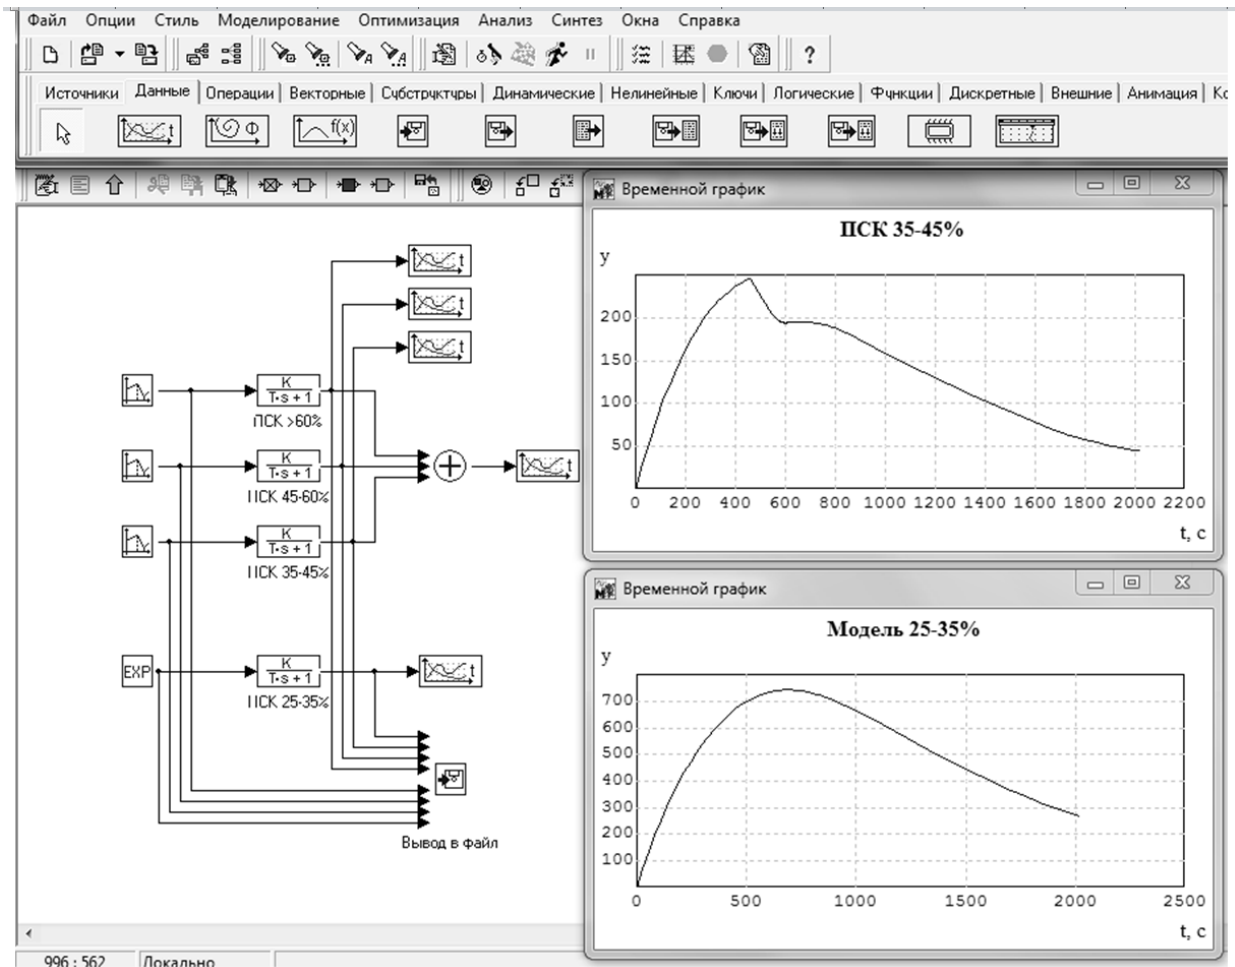 Файл Опции Стиль Моделирование Оптимизация Анализ Синтез Окна Справка
A A ?
Источники Данные Операции Векторные Субструктуры Динамические Нелинейные Ключи Логические Функции Дискретные Внешние Анимация Ко
t Ф f(x)
Временной график
ПСК 35-45%
y
200
150
100
50
0 200 400 600 800 1000 1200 1400 1600 1800 2000 2200
t, c
t
t
t
K
T·s + 1
ПСК >60%
K
T·s + 1
t
ПСК 45-60%
K
T·s + 1
ПСК 35-45%
EXP
K
T·s + 1
t
ПСК 25-35%
Вывод в файл
Временной график
Модель 25-35%
y
700
600
500
400
300
200
100
0 500 1000 1500 2000 2500
t, c
996 : 562 Локально